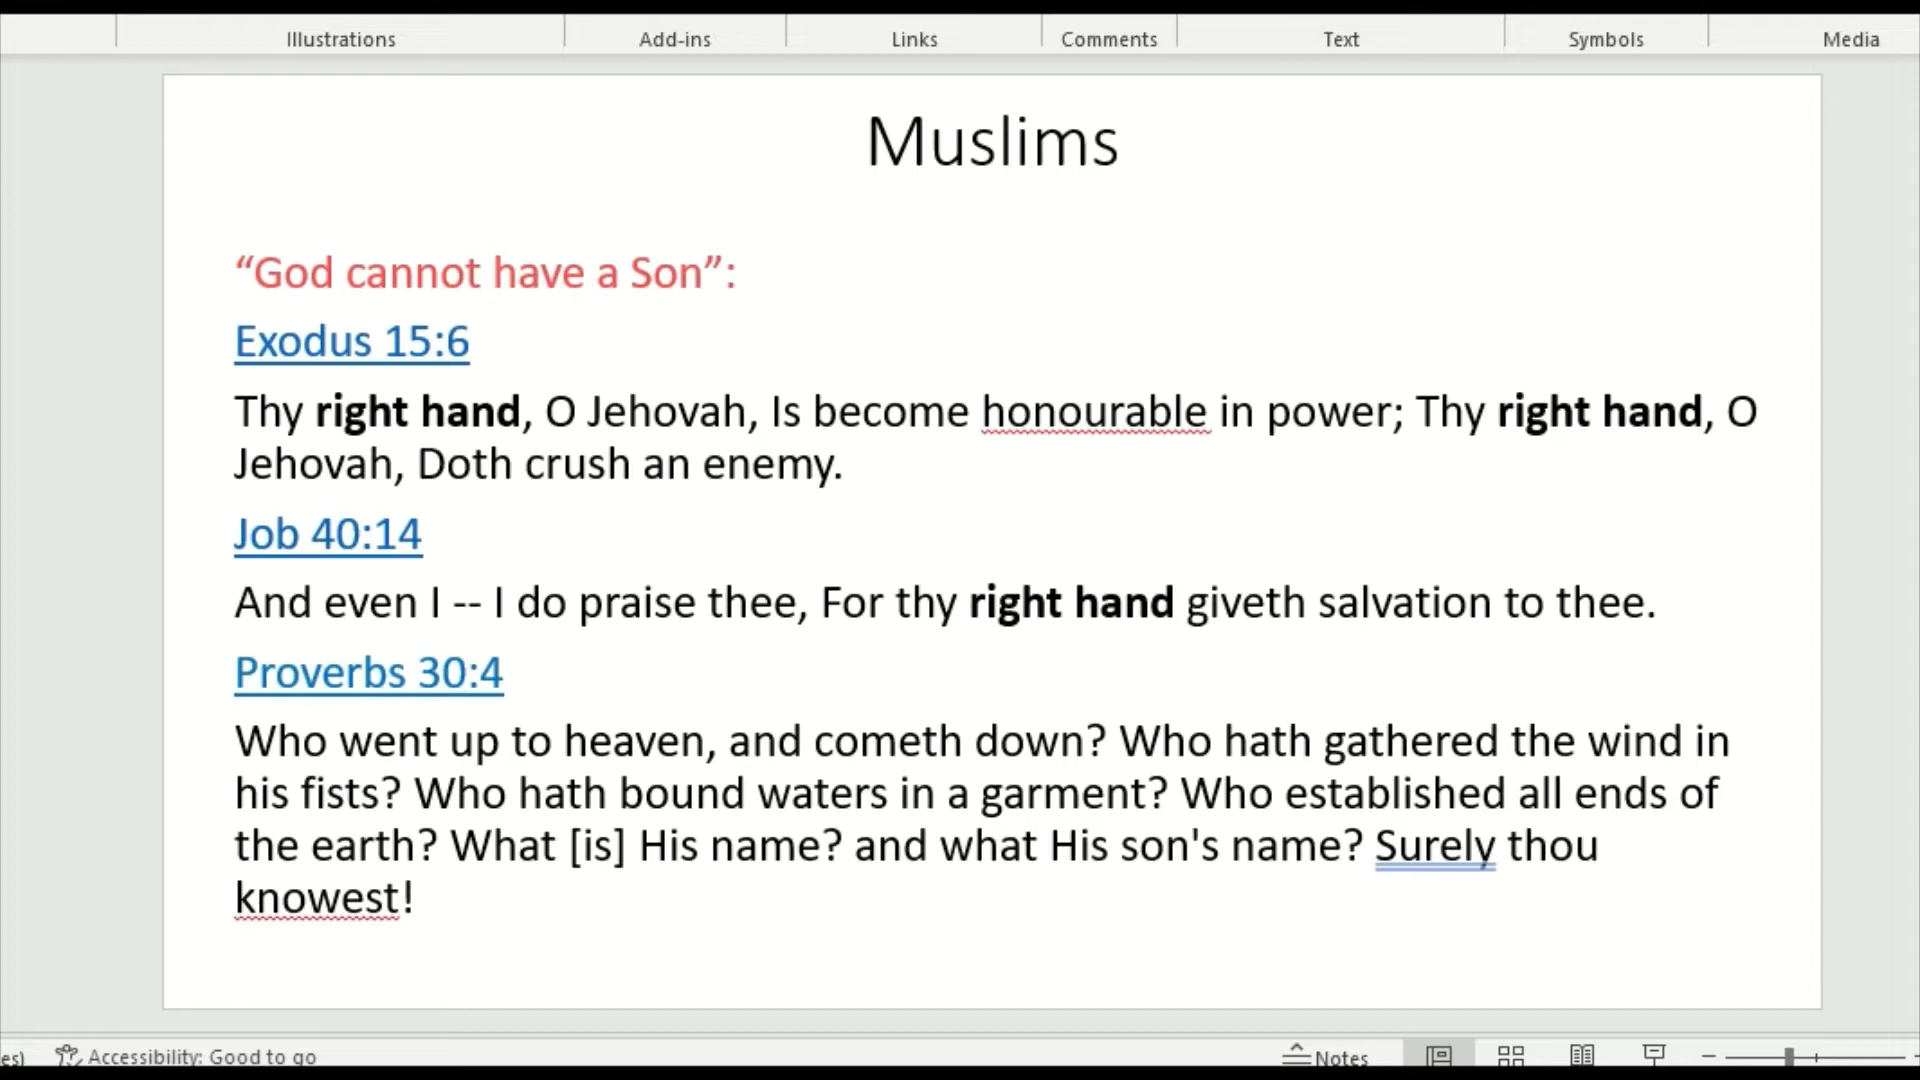 Illustrations Add-ins Links Comments Text Symbols Media
Muslims
“God cannot have a Son”:
Exodus 15:6
Thy right hand, O Jehovah, Is become honourable in power; Thy right hand, O
Jehovah, Doth crush an enemy.
Job 40:14
And even I -- I do praise thee, For thy right hand giveth salvation to thee.
Proverbs 30:4
Who went up to heaven, and cometh down? Who hath gathered the wind in
his fists? Who hath bound waters in a garment? Who established all ends of
the earth? What [is] His name? and what His son's name? Surely thou
knowest!
es) Accessibility: Good to go Notes